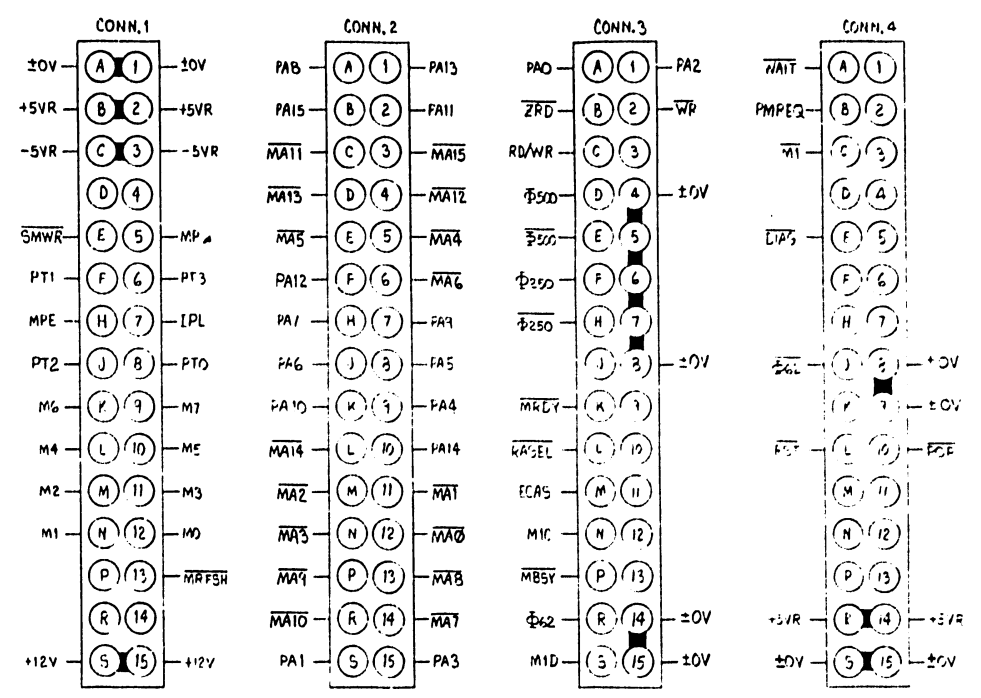 CONN.1 CONN.2 CONN.3 CONN.4
±0V A 1 ±0V PA8 A 1 PA13 PA0 A 1 PA2 WAIT A 1
+5VR B 2 +5VR PA15 B 2 PA11 ZRD B 2 WR B 2
-5VR C 3 -5VR MA11 C 3 MA15 RD/WR C 3 M1 C 3
D 4 MA13 D 4 MA12 Φ500 D 4 ±0V D 4
SMWR E 5 MA5 E 5 MA4 Φ500 E 5 E 5
PT1 F 6 PT3 PA12 F 6 MA6 Φ250 F 6 F 6
MPE H 7 IPL H 7 PA9 Φ250 H 7 H 7
PT2 J 8 PT0 PA6 J 8 PA5 J 8 ±0V J 8 ±0V
M6 K 9 M7 PA10 K 9 PA4 MRDY K 9 K 9 ±0V
M4 L 10 M5 MA14 L 10 PA14 RASEL L 10 RST L 10
M2 M 11 M3 MA2 M 11 MA1 ECAS M 11 M 11
M1 N 12 M0 MA3 N 12 MA0 M1C N 12 N 12
P 13 MRFSH MA9 P 13 MA8 MBSY P 13 P 13
R 14 MA10 R 14 MA7 Φ62 R 14 ±0V +5VR R 14 +5VR
+12V S 15 +12V PA1 S 15 PA3 M1D S 15 ±0V ±0V S 15 ±0V